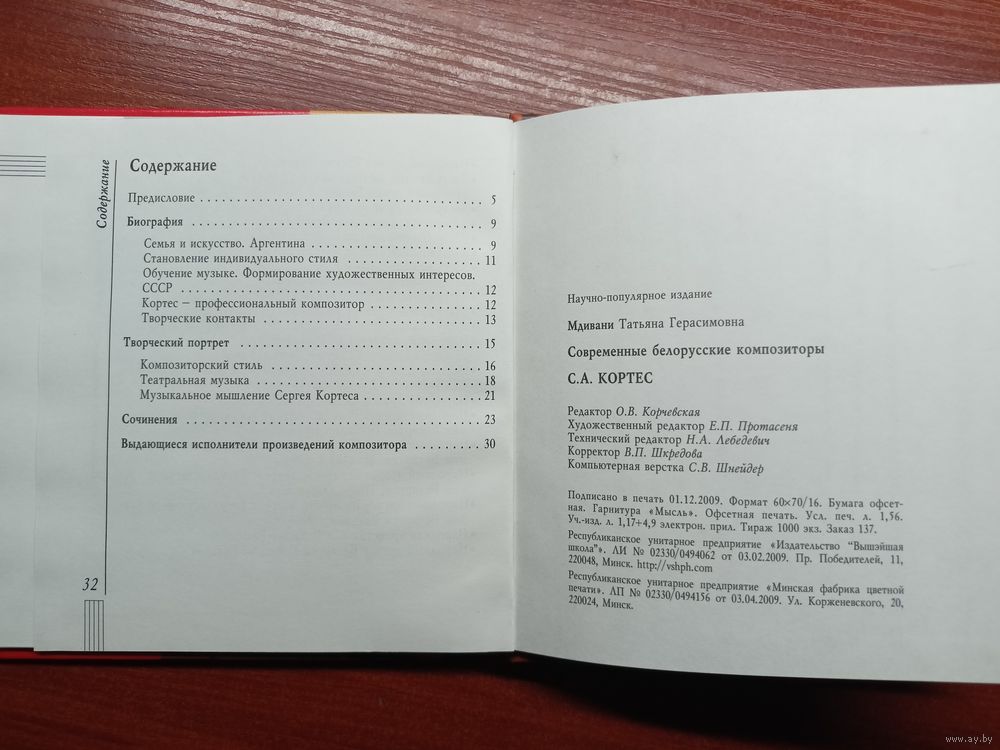 Содержание
Содержание
Предисловие . . . . . . . . . . . . . . . . . . . . . . . . . . . . . . . . . . . . . 5
Биография . . . . . . . . . . . . . . . . . . . . . . . . . . . . . . . . . . . . . . 9
Семья и искусство. Аргентина . . . . . . . . . . . . . . . . . . . . . . 9
Становление индивидуального стиля . . . . . . . . . . . . . . . . . 11
Обучение музыке. Формирование художественных интересов.
СССР . . . . . . . . . . . . . . . . . . . . . . . . . . . . . . . . . . . . . . 12
Кортес – профессиональный композитор . . . . . . . . . . . . . . 12
Творческие контакты . . . . . . . . . . . . . . . . . . . . . . . . . . . . 13
Творческий портрет . . . . . . . . . . . . . . . . . . . . . . . . . . . . . . 15
Композиторский стиль . . . . . . . . . . . . . . . . . . . . . . . . . . . 16
Театральная музыка . . . . . . . . . . . . . . . . . . . . . . . . . . . . . 18
Музыкальное мышление Сергея Кортеса . . . . . . . . . . . . . . . 21
Сочинения . . . . . . . . . . . . . . . . . . . . . . . . . . . . . . . . . . . . . 23
Выдающиеся исполнители произведений композитора . . . . . . . . 30
32
Научно-популярное издание
Мдивани Татьяна Герасимовна
Современные белорусские композиторы
С.А. КОРТЕС
Редактор О.В. Корчевская
Художественный редактор Е.П. Протасеня
Технический редактор Н.А. Лебедевич
Корректор В.П. Шкредова
Компьютерная верстка С.В. Шнейдер
Подписано в печать 01.12.2009. Формат 60×70/16. Бумага офсет-
ная. Гарнитура «Мысль». Офсетная печать. Усл. печ. л. 1,56.
Уч.-изд. л. 1,17+4,9 электрон. прил. Тираж 1000 экз. Заказ 137.
Республиканское унитарное предприятие «Издательство "Вышэйшая
школа"». ЛИ № 02330/0494062 от 03.02.2009. Пр. Победителей, 11,
220048, Минск. http://vshph.com
Республиканское унитарное предприятие «Минская фабрика цветной
печати». ЛП № 02330/0494156 от 03.04.2009. Ул. Корженевского, 20,
220024, Минск.
www.ay.by